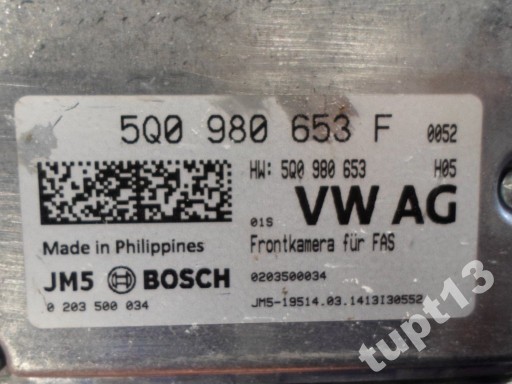 5Q0 980 653 F 0052
HW: 5Q0 980 653 H05
01S VW AG
Made in Philippines
Frontkamera für FAS
JM5 BOSCH
0203500034
0 203 500 034
JM5-19514.03.1413I30552
tupt13